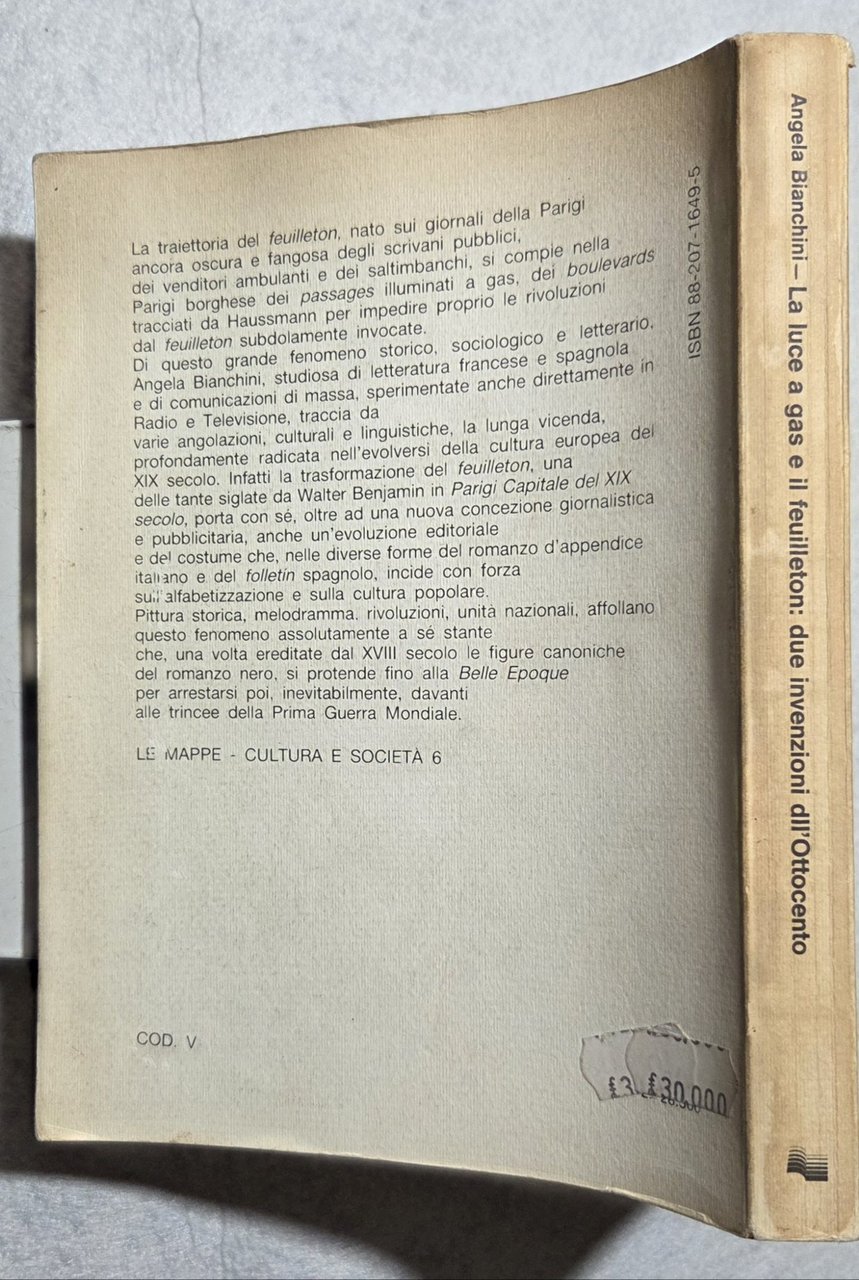 La traiettoria del feuilleton, nato sui giornali della Parigi
ancora oscura e fangosa degli scrivani pubblici,
dei venditori ambulanti e dei saltimbanchi, si compie nella
Parigi borghese dei passages illuminati a gas, dei boulevards
tracciati da Haussmann per impedire proprio le rivoluzioni
dal feuilleton subdolamente invocate.
Di questo grande fenomeno storico, sociologico e letterario,
Angela Bianchini, studiosa di letteratura francese e spagnola
e di comunicazioni di massa, sperimentate anche direttamente in
Radio e Televisione, traccia da
varie angolazioni, culturali e linguistiche, la lunga vicenda,
profondamente radicata nell'evolversi della cultura europea del
XIX secolo. Infatti la trasformazione del feuilleton, una
delle tante siglate da Walter Benjamin in Parigi Capitale del XIX
secolo, porta con sé, oltre ad una nuova concezione giornalistica
e pubblicitaria, anche un'evoluzione editoriale
e del costume che, nelle diverse forme del romanzo d'appendice
italiano e del folletín spagnolo, incide con forza
sull'alfabetizzazione e sulla cultura popolare.
Pittura storica, melodramma, rivoluzioni, unità nazionali, affollano
questo fenomeno assolutamente a sé stante
che, una volta ereditate dal XVIII secolo le figure canoniche
del romanzo nero, si protende fino alla Belle Epoque
per arrestarsi poi, inevitabilmente, davanti
alle trincee della Prima Guerra Mondiale.
LE MAPPE - CULTURA E SOCIETÀ 6
COD. V
£3
£30.000
ISBN 88-207-1649-5
Angela Bianchini – La luce a gas e il feuilleton: due invenzioni dll'Ottocento